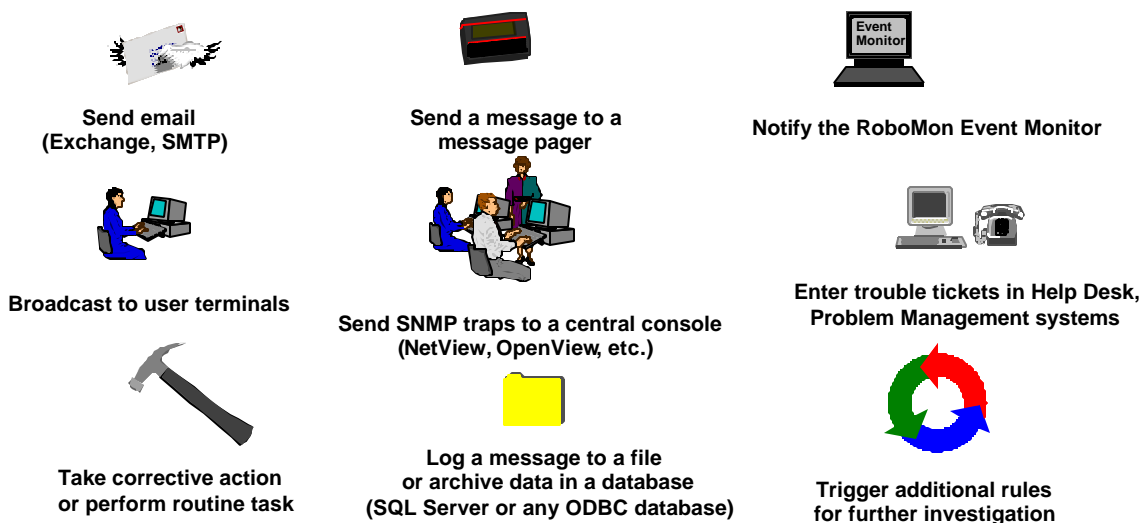 Event
Monitor
Send email
(Exchange, SMTP)
Send a message to a
message pager
Notify the RoboMon Event Monitor
Broadcast to user terminals
Send SNMP traps to a central console
(NetView, OpenView, etc.)
Enter trouble tickets in Help Desk,
Problem Management systems
Take corrective action
or perform routine task
Log a message to a file
or archive data in a database
(SQL Server or any ODBC database)
Trigger additional rules
for further investigation